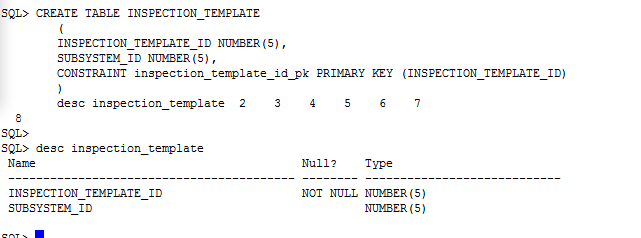 SQL> CREATE TABLE INSPECTION_TEMPLATE
(
INSPECTION_TEMPLATE_ID NUMBER(5),
SUBSYSTEM_ID NUMBER(5),
CONSTRAINT inspection_template_id_pk PRIMARY KEY (INSPECTION_TEMPLATE_ID)
)
desc inspection_template  2    3    4    5    6    7
8
SQL>
SQL> desc inspection_template
Name Null? Type
----------------------------------------- -------- ----------------------------
INSPECTION_TEMPLATE_ID NOT NULL NUMBER(5)
SUBSYSTEM_ID NUMBER(5)
SQL>